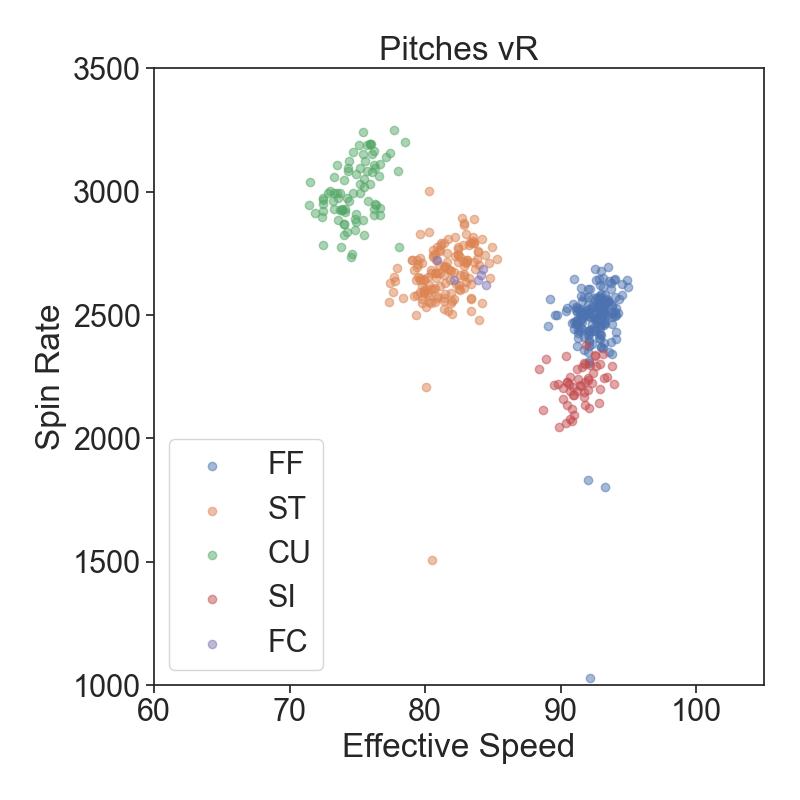 Pitches vR
3500
3000
2500
2000
1500
1000
Spin Rate
FF
ST
CU
SI
FC
60 70 80 90 100
Effective Speed